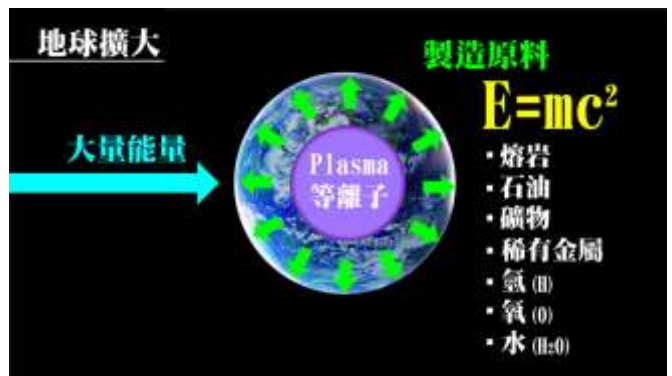 地球擴大
製造原料
E=mc²
大量能量
Plasma
等離子
・熔岩
・石油
・礦物
・稀有金屬
・氫 (H)
・氧 (O)
・水 (H₂O)